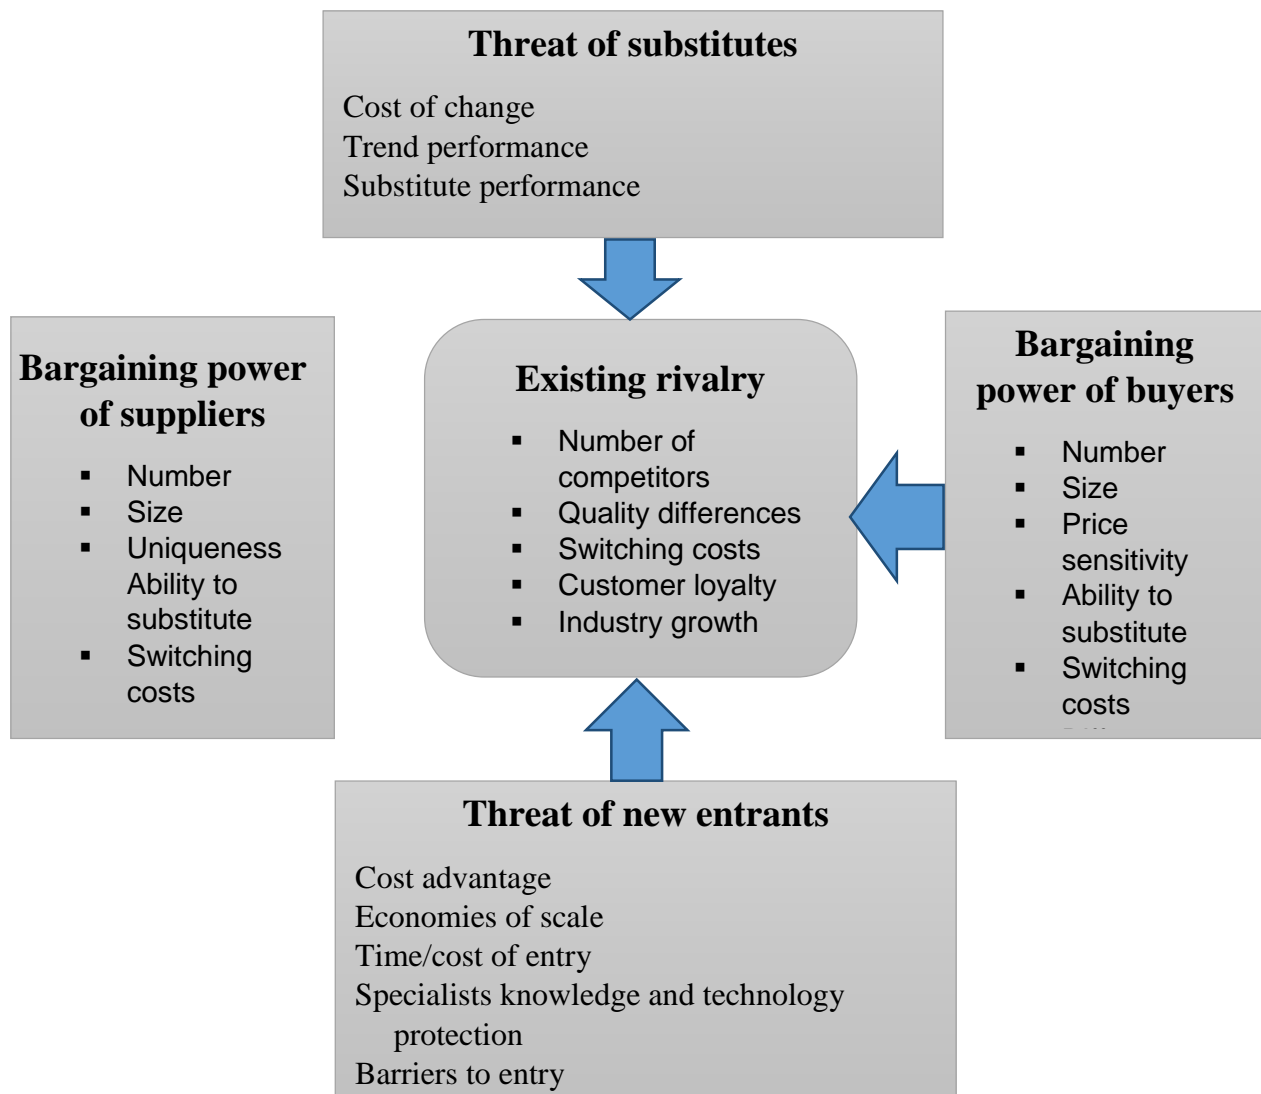 Threat of substitutes
Cost of change
Trend performance
Substitute performance
Bargaining power
of suppliers
▪ Number
▪ Size
▪ Uniqueness
Ability to
substitute
▪ Switching
costs
Existing rivalry
▪ Number of
competitors
▪ Quality differences
▪ Switching costs
▪ Customer loyalty
▪ Industry growth
Bargaining
power of buyers
▪ Number
▪ Size
▪ Price
sensitivity
▪ Ability to
substitute
▪ Switching
costs
Threat of new entrants
Cost advantage
Economies of scale
Time/cost of entry
Specialists knowledge and technology
protection
Barriers to entry